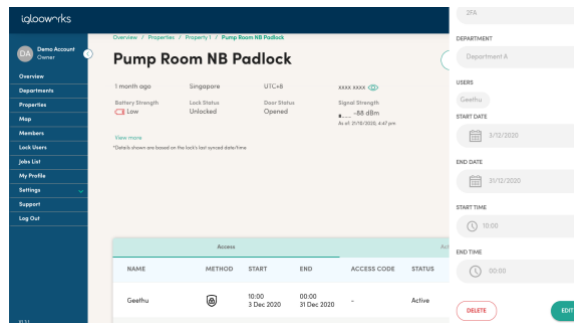 iglooworks
DA
Demo Account
Owner
Overview
Departments
Properties
Map
Members
Lock Users
Jobs List
My Profile
Settings
Support
Log Out
Overview / Properties / Property 1 / Pump Room NB Padlock
Pump Room NB Padlock
1 month ago
Singapore
UTC+8
xxxx xxxx
Battery Strength
Low
Lock Status
Unlocked
Door Status
Opened
Signal Strength
-88 dBm
As of: 21/10/2020, 4:47 pm
View more
*Details shown are based on the lock's last synced date/time
Access
NAME METHOD START END ACCESS CODE STATUS
Geethu
10:00
3 Dec 2020
00:00
31 Dec 2020
-
Active
2FA
DEPARTMENT
Department A
USERS
Geethu
START DATE
3/12/2020
END DATE
31/12/2020
START TIME
10:00
END TIME
00:00
DELETE
EDIT